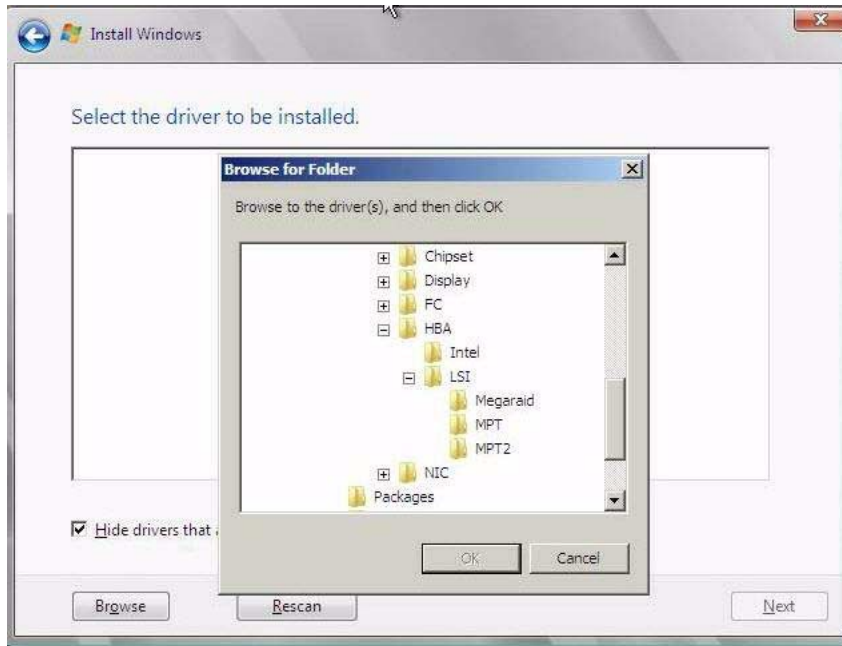 Install Windows
Select the driver to be installed.
Browse for Folder
Browse to the driver(s), and then click OK
Chipset
Display
FC
HBA
Intel
LSI
Megaraid
MPT
MPT2
NIC
Packages
Hide drivers that
OK
Cancel
Browse
Rescan
Next